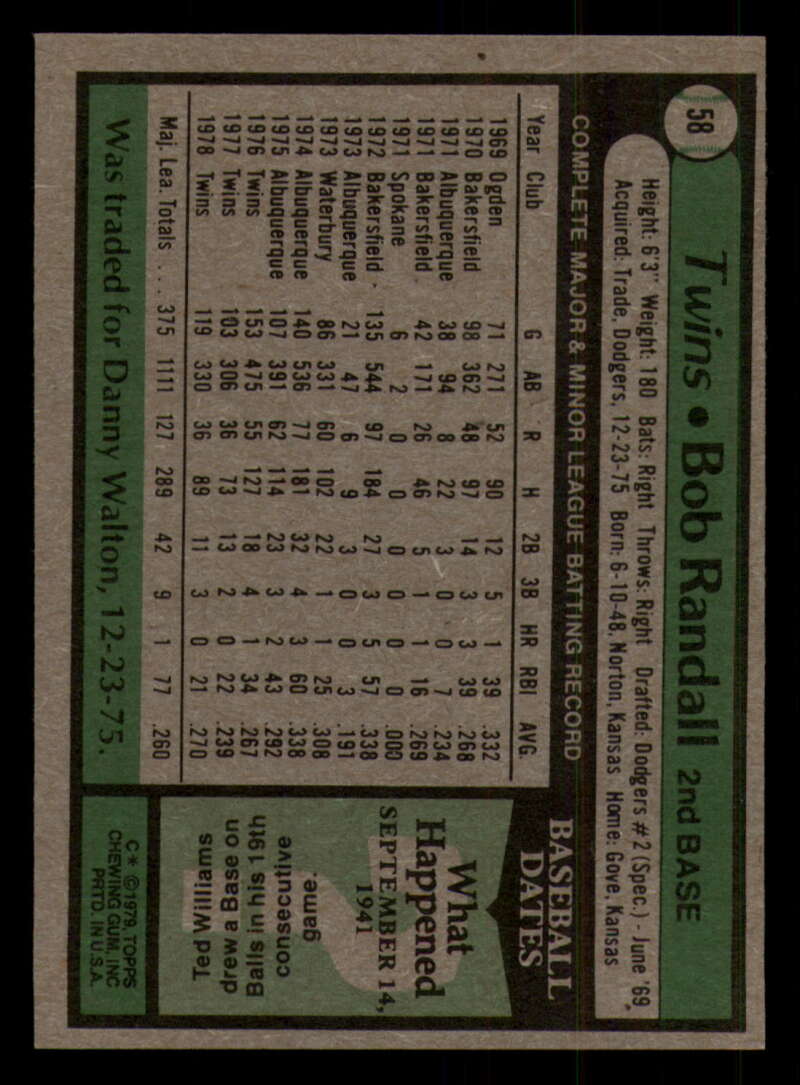 58
Twins • Bob Randall 2nd BASE
Height: 6'3" Weight: 180 Bats: Right Throws: Right Drafted: Dodgers #2 (Spec.) - June '69
Acquired: Trade, Dodgers, 12-23-75 Born: 6-10-48, Norton, Kansas Home: Gove, Kansas
COMPLETE MAJOR & MINOR LEAGUE BATTING RECORD
Year Club G AB R H 2B 3B HR RBI AVG.
1969 Ogden 71 271 52 90 12 5 1 39 .332
1970 Bakersfield 98 362 48 97 14 3 3 39 .268
1971 Albuquerque 38 94 8 22 3 0 0 7 .234
1971 Bakersfield 42 171 26 46 5 1 1 16 .269
1971 Spokane 6 2 0 0 0 0 0 0 .000
1972 Bakersfield 135 544 97 184 27 3 5 57 .338
1973 Albuquerque 21 47 6 9 3 0 0 3 .191
1973 Waterbury 86 331 60 102 22 1 1 25 .308
1974 Albuquerque 140 536 77 181 32 4 3 60 .338
1975 Albuquerque 107 391 62 114 23 3 2 43 .292
1976 Twins 153 475 55 127 18 4 1 34 .267
1977 Twins 103 306 36 73 13 2 0 22 .239
1978 Twins 119 330 36 89 11 3 0 21 .270
Maj. Lea. Totals . . . 375 1111 127 289 42 9 1 77 .260
Was traded for Danny Walton, 12-23-75.
BASEBALL
DATES
What
Happened
SEPTEMBER 14,
1941
Ted Williams
drew a Base on
Balls in his 19th
consecutive
game.
C* ©1979, TOPPS
CHEWING GUM, INC
PRTD. IN U.S.A.